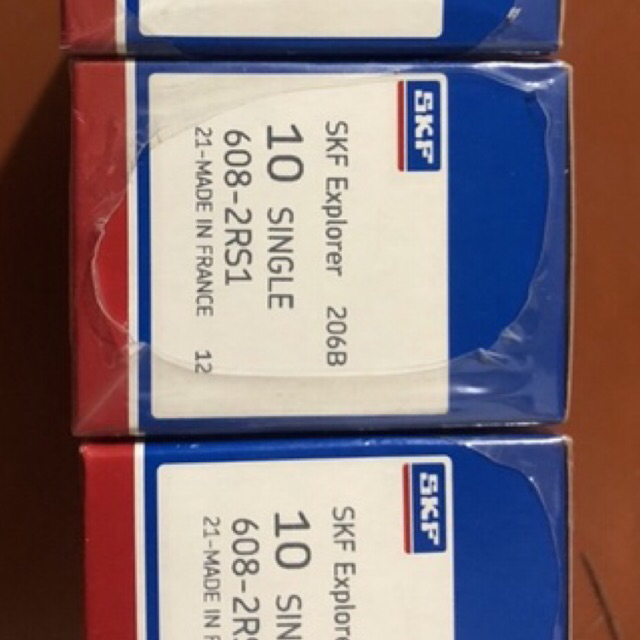 SKF
SKF Explorer 206B
10 SINGLE
608-2RS1
21-MADE IN FRANCE 12
SKF
SKF Explore
10 SIN
608-2RS
21-MADE IN F